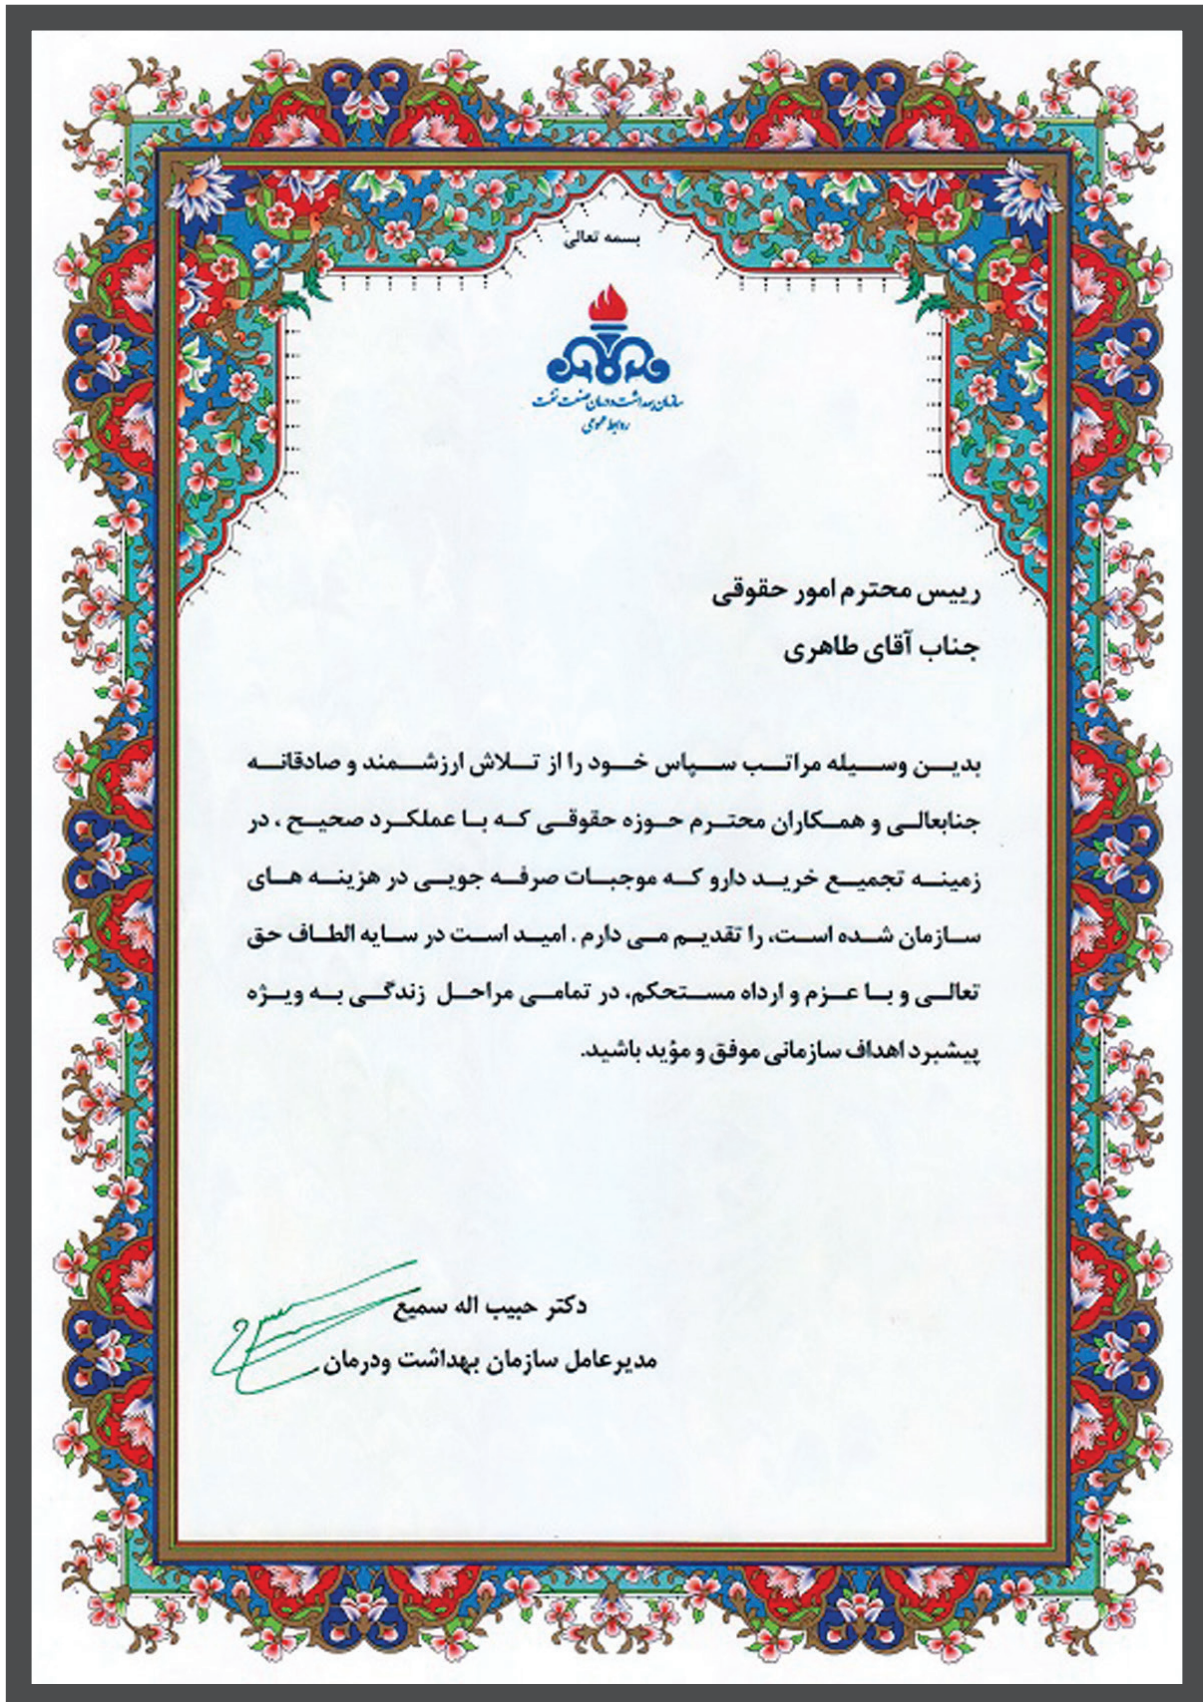 بسمه تعالی
سازمان بهداشت و درمان صنعت نفت
روابط عمومی
رییس محترم امور حقوقی
جناب آقای طاهری
بدین وسیله مراتب سپاس خود را از تلاش ارزشمند و صادقانه
جنابعالی و همکاران محترم حوزه حقوقی که با عملکرد صحیح ، در
زمینه تجمیع خرید دارو که موجبات صرفه جویی در هزینه های
سازمان شده است، را تقدیم می دارم . امید است در سایه الطاف حق
تعالی و با عزم و ارداه مستحکم، در تمامی مراحل زندگی به ویژه
پیشبرد اهداف سازمانی موفق و مؤید باشید.
دکتر حبیب اله سمیع
مدیرعامل سازمان بهداشت ودرمان